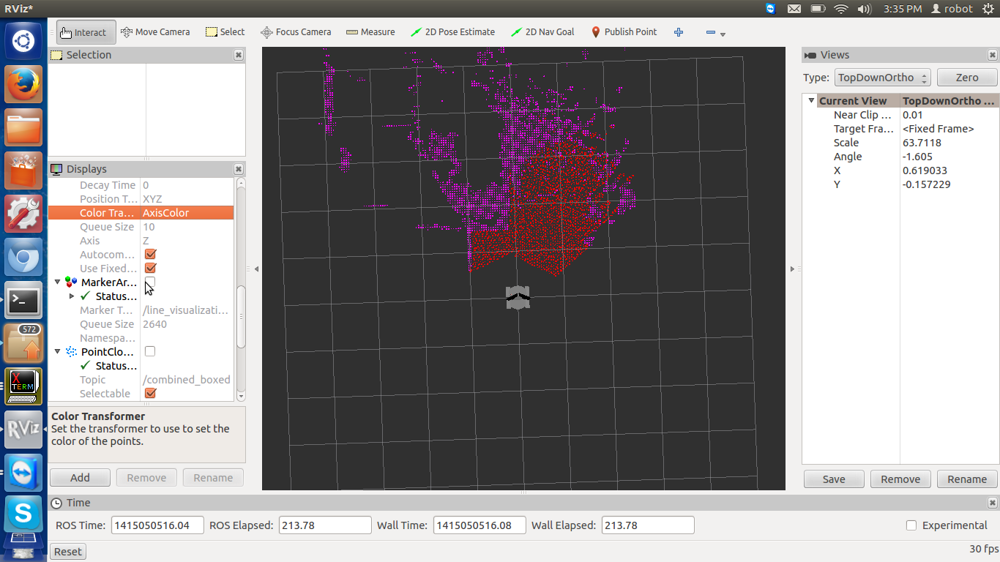 RViz*
3:35 PM robot
Interact Move Camera Select Focus Camera Measure 2D Pose Estimate 2D Nav Goal Publish Point
Selection
Displays
Decay Time 0
Position T... XYZ
Color Tra... AxisColor
Queue Size 10
Axis Z
Autocom...
Use Fixed...
MarkerAr...
Status...
Marker T... /line_visualizati...
Queue Size 2640
Namespa...
PointClo...
Status...
Topic /combined_boxed
Selectable
Color Transformer
Set the transformer to use to set the
color of the points.
Add Remove Rename
Views
Type: TopDownOrtho Zero
Current View TopDownOrtho ...
Near Clip ... 0.01
Target Fra... <Fixed Frame>
Scale 63.7118
Angle -1.605
X 0.619033
Y -0.157229
Save Remove Rename
Time
ROS Time: 1415050516.04 ROS Elapsed: 213.78 Wall Time: 1415050516.08 Wall Elapsed: 213.78 Experimental
Reset 30 fps
572
X
TERM
RViz
S